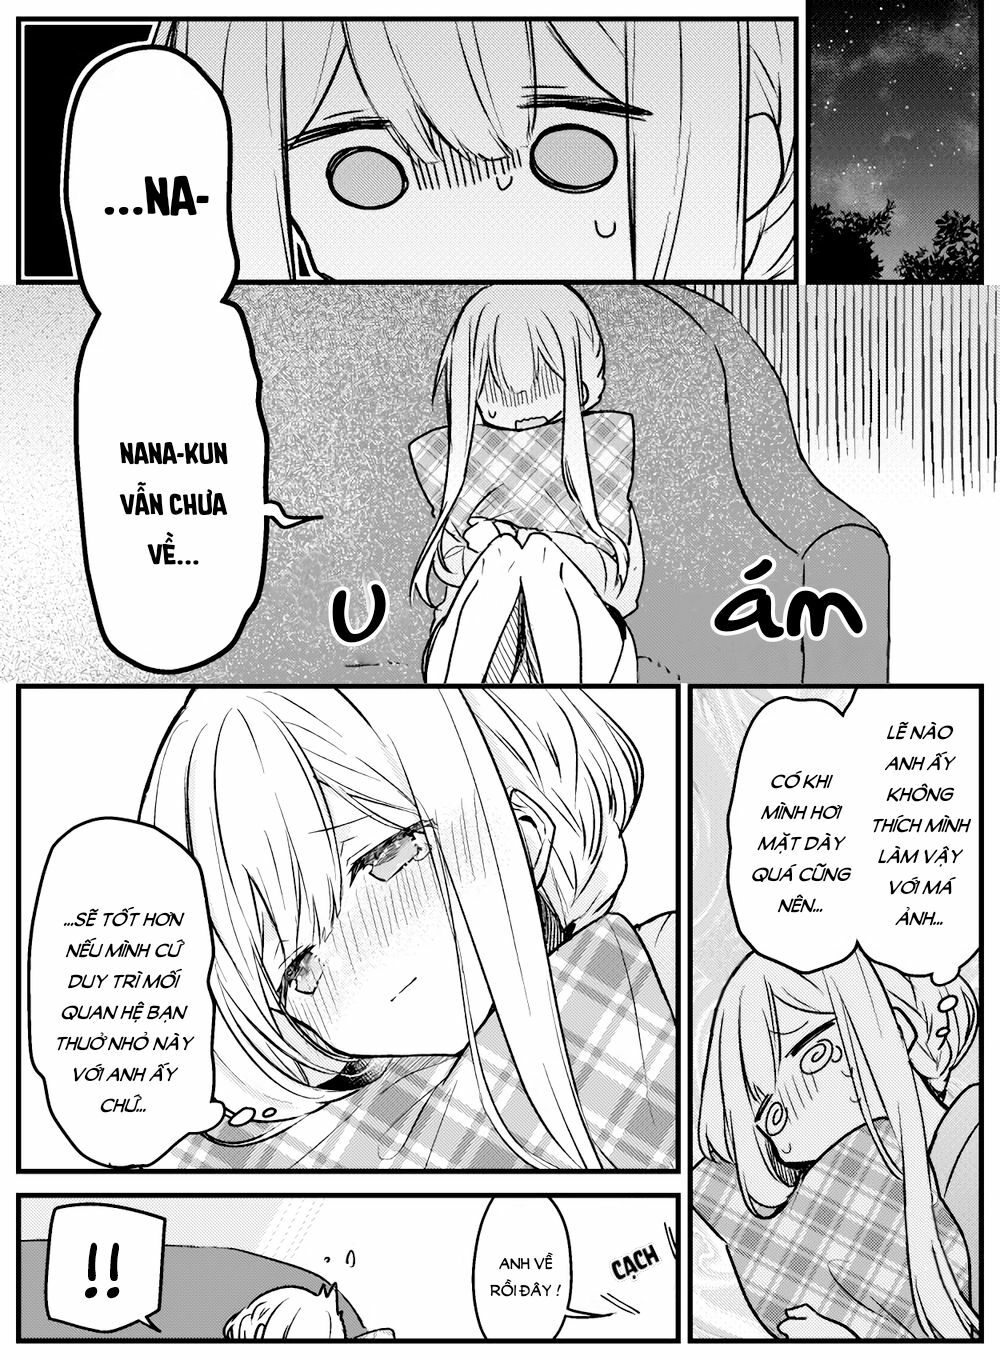 ...NA-
NANA-KUN
VẪN CHƯA
VỀ...
U
ÁM
LẼ NÀO
ANH ẤY
KHÔNG
THÍCH MÌNH
LÀM VẬY
VỚI MÁ
ẢNH...
CÓ KHI
MÌNH HƠI
MẶT DÀY
QUÁ CŨNG
NÊN...
...SẼ TỐT HƠN
NẾU MÌNH CỨ
DUY TRÌ MỐI
QUAN HỆ BẠN
THUỞ NHỎ NÀY
VỚI ANH ẤY
CHỨ...
CẠCH
ANH VỀ
RỒI ĐÂY !
!!